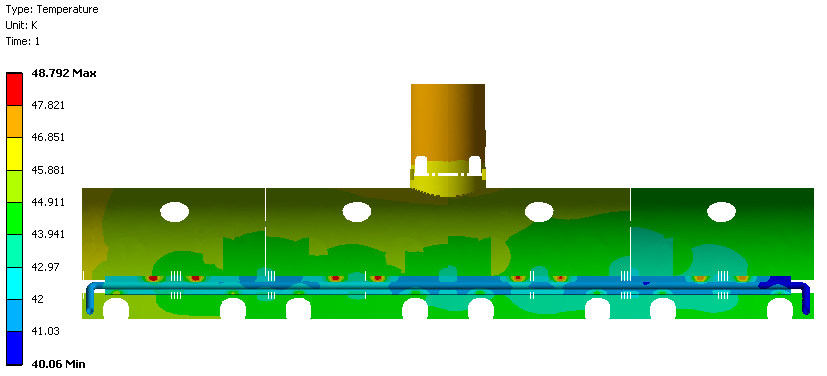 Type: Temperature
Unit: K
Time: 1
48.792 Max
47.821
46.851
45.881
44.911
43.941
42.97
42
41.03
40.06 Min